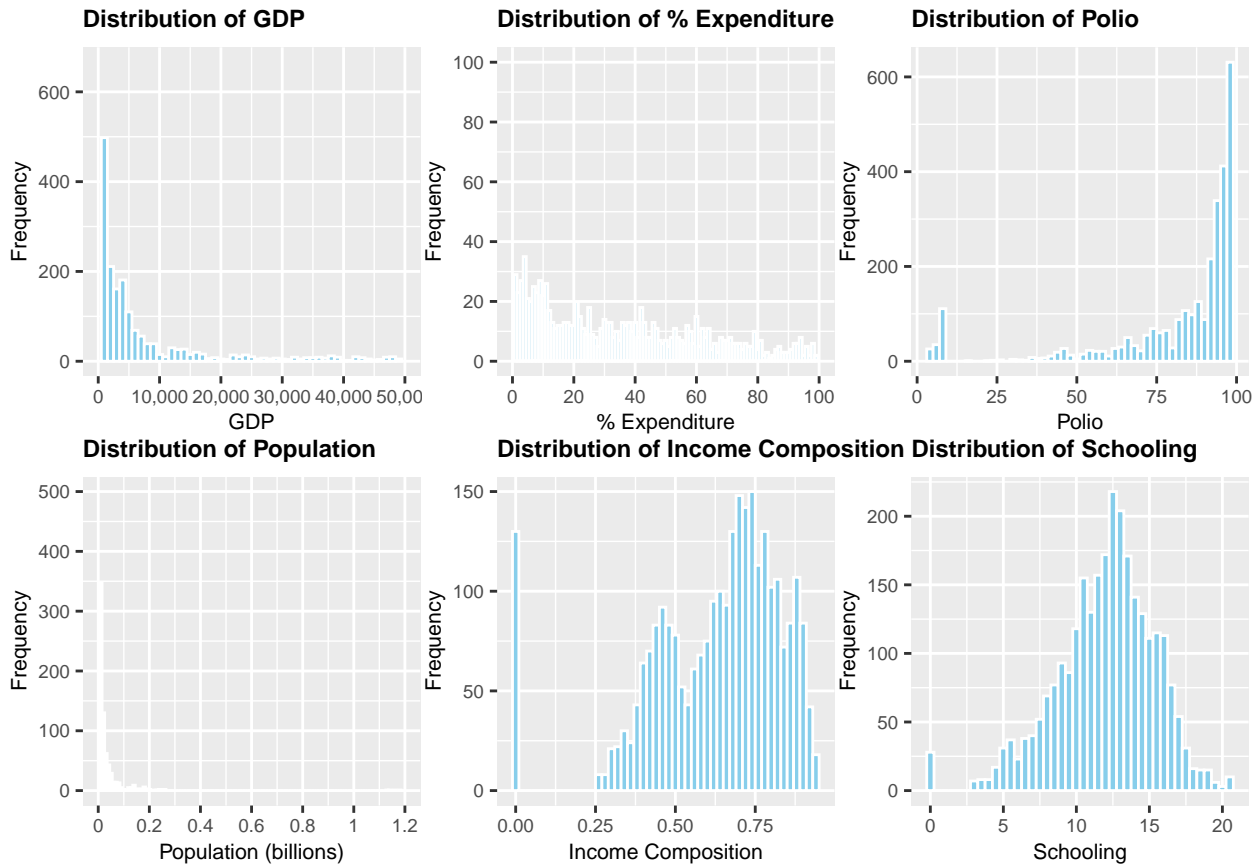 Distribution of GDP
Frequency
600
400
200
0
0 10,000 20,000 30,000 40,000 50,00
GDP
Distribution of % Expenditure
Frequency
100
80
60
40
20
0
0 20 40 60 80 100
% Expenditure
Distribution of Polio
Frequency
600
400
200
0
0 25 50 75 100
Polio
Distribution of Population
Frequency
500
400
300
200
100
0
0 0.2 0.4 0.6 0.8 1 1.2
Population (billions)
Distribution of Income Composition
Frequency
150
100
50
0
0.00 0.25 0.50 0.75
Income Composition
Distribution of Schooling
Frequency
200
150
100
50
0
0 5 10 15 20
Schooling